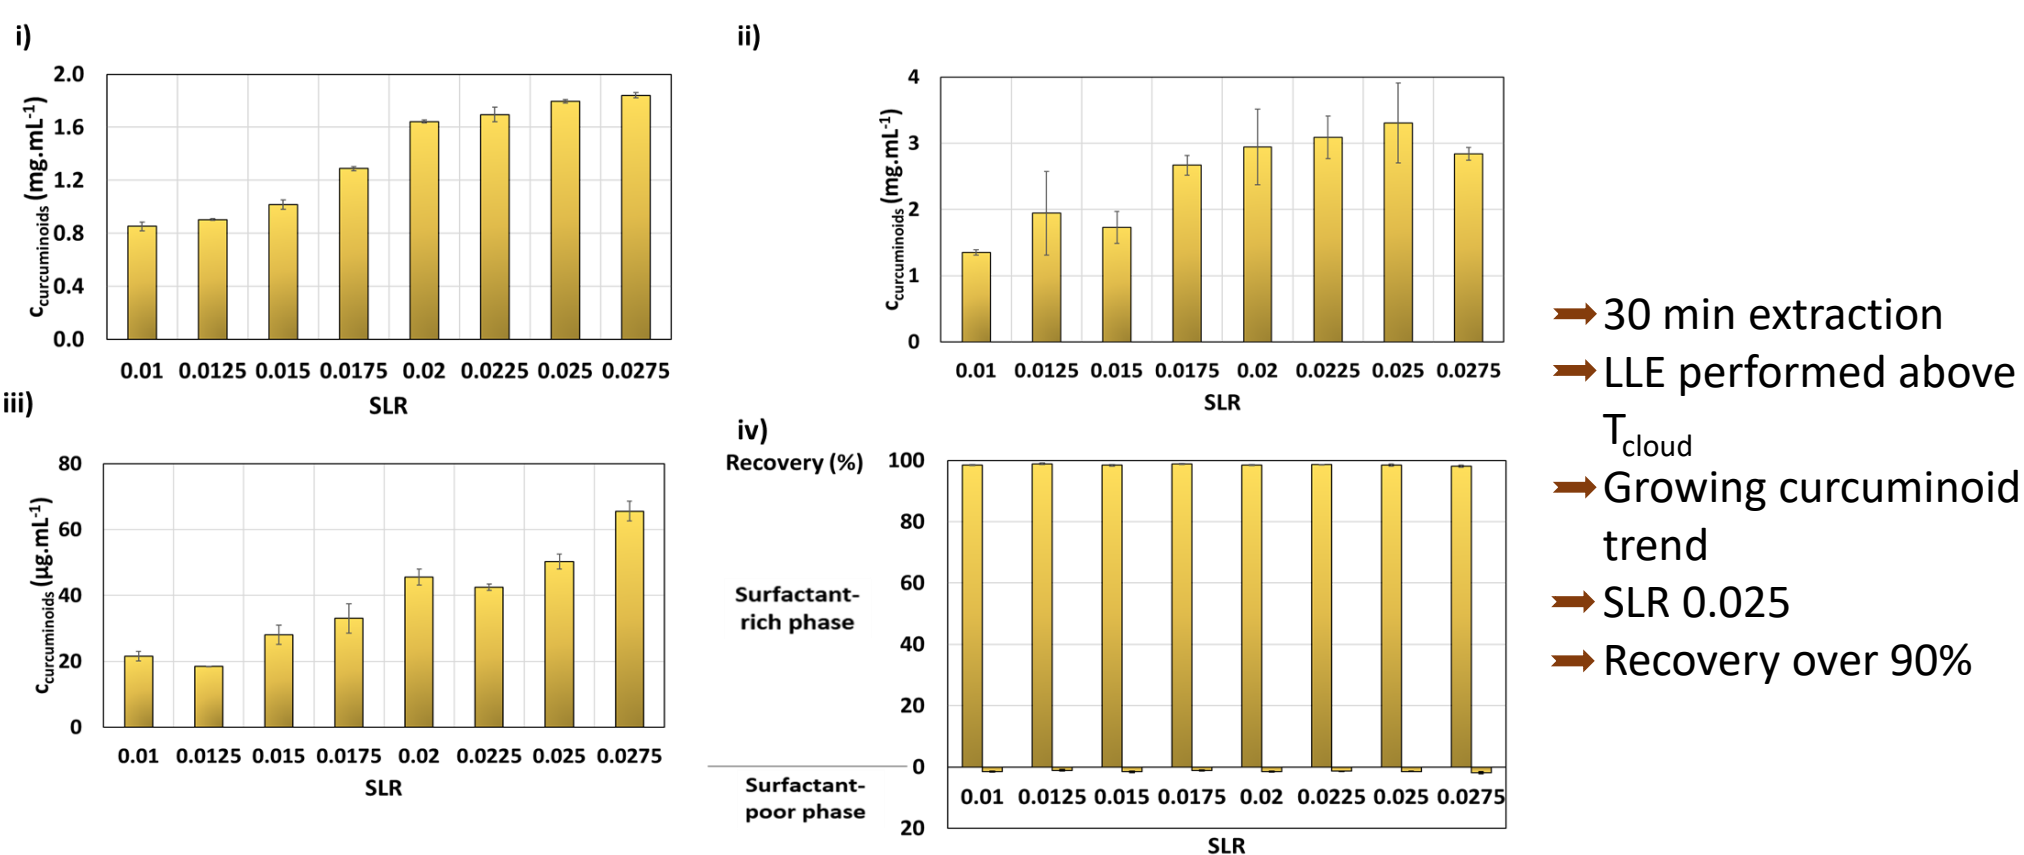 i)
2.0
1.6
1.2
0.8
0.4
0.0
c_curcuminoids (mg.mL⁻¹)
0.01 0.0125 0.015 0.0175 0.02 0.0225 0.025 0.0275
SLR
ii)
4
3
2
1
0
c_curcuminoids (mg.mL⁻¹)
0.01 0.0125 0.015 0.0175 0.02 0.0225 0.025 0.0275
SLR
iii)
80
60
40
20
0
c_curcuminoids (µg.mL⁻¹)
0.01 0.0125 0.015 0.0175 0.02 0.0225 0.025 0.0275
SLR
iv)
Recovery (%)
100
80
60
40
20
0
20
Surfactant-
rich phase
Surfactant-
poor phase
0.01 0.0125 0.015 0.0175 0.02 0.0225 0.025 0.0275
SLR
30 min extraction
LLE performed above
T_cloud
Growing curcuminoid
trend
SLR 0.025
Recovery over 90%